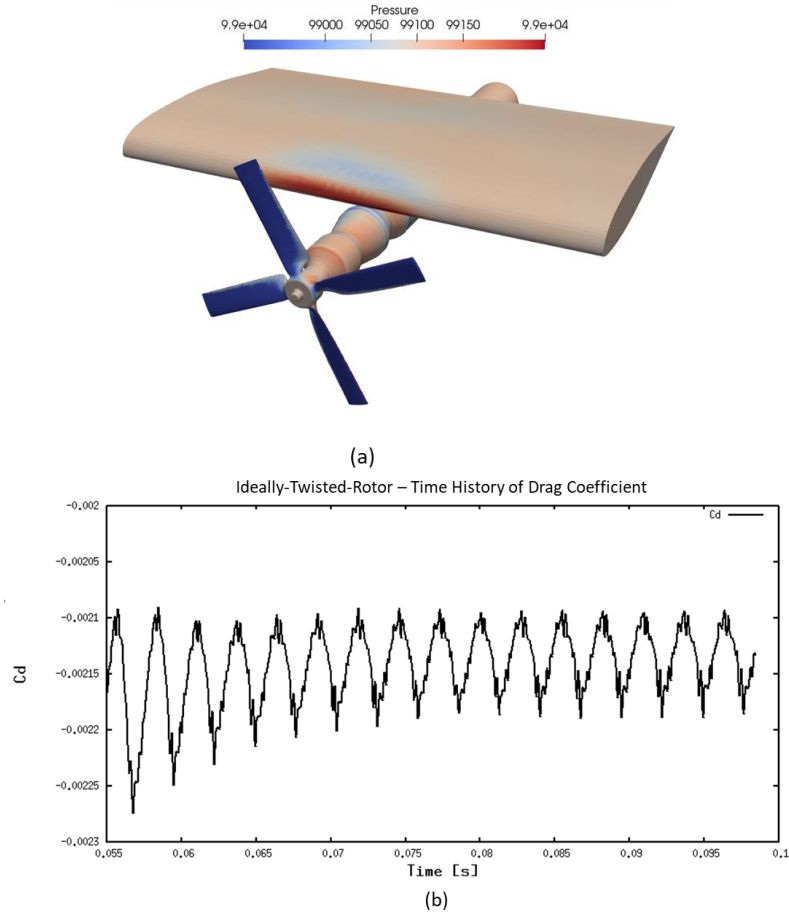 Pressure
9.9e+04 99000 99050 99100 99150 9.9e+04
(a)
Ideally-Twisted-Rotor – Time History of Drag Coefficient
Cd
-0.002
-0.00205
-0.0021
-0.00215
-0.0022
-0.00225
-0.0023
Cd
0.055 0.06 0.065 0.07 0.075 0.08 0.085 0.09 0.095 0.1
Time [s]
(b)